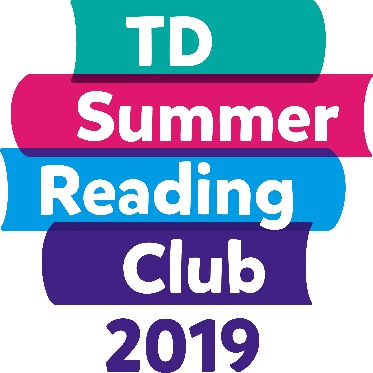 TD
Summer
Reading
Club
2019